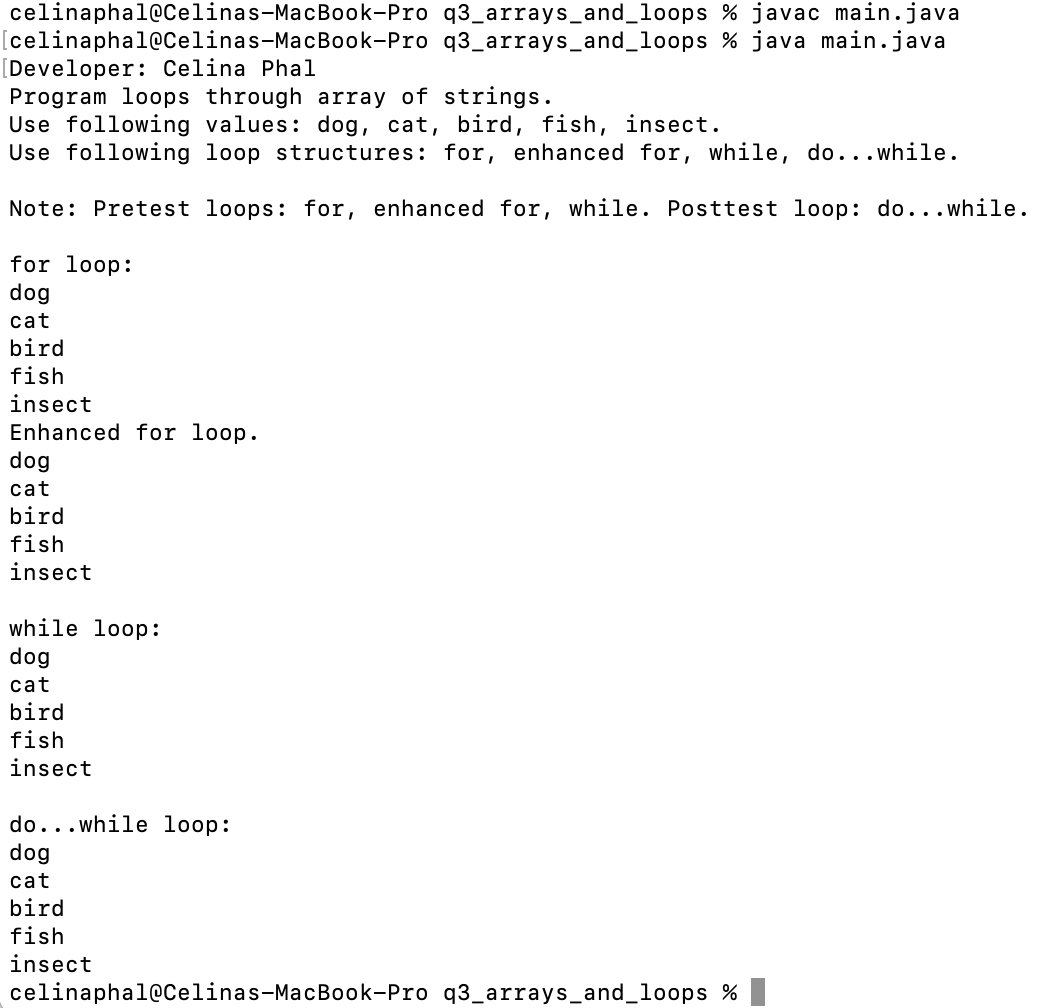 celinaphal@Celinas-MacBook-Pro q3_arrays_and_loops % javac main.java
[celinaphal@Celinas-MacBook-Pro q3_arrays_and_loops % java main.java
[Developer: Celina Phal
Program loops through array of strings.
Use following values: dog, cat, bird, fish, insect.
Use following loop structures: for, enhanced for, while, do...while.

Note: Pretest loops: for, enhanced for, while. Posttest loop: do...while.

for loop:
dog
cat
bird
fish
insect
Enhanced for loop.
dog
cat
bird
fish
insect

while loop:
dog
cat
bird
fish
insect

do...while loop:
dog
cat
bird
fish
insect
celinaphal@Celinas-MacBook-Pro q3_arrays_and_loops %